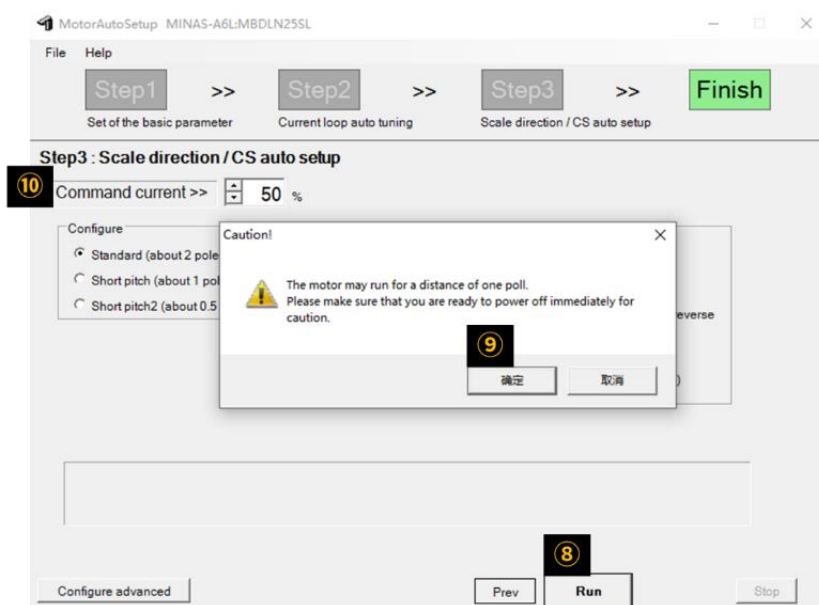 MotorAutoSetup MINAS-A6L:MBDLN25SL
File Help
Step1 >> Step2 >> Step3 >> Finish
Set of the basic parameter Current loop auto tuning Scale direction / CS auto setup
Step3 : Scale direction / CS auto setup
⑩ Command current >> 50 %
Configure
Standard (about 2 pole
Short pitch (about 1 pol
Short pitch2 (about 0.5
Caution!
The motor may run for a distance of one poll.
Please make sure that you are ready to power off immediately for
caution.
everse
⑨
确定 取消
)
⑧
Configure advanced Prev Run Stop